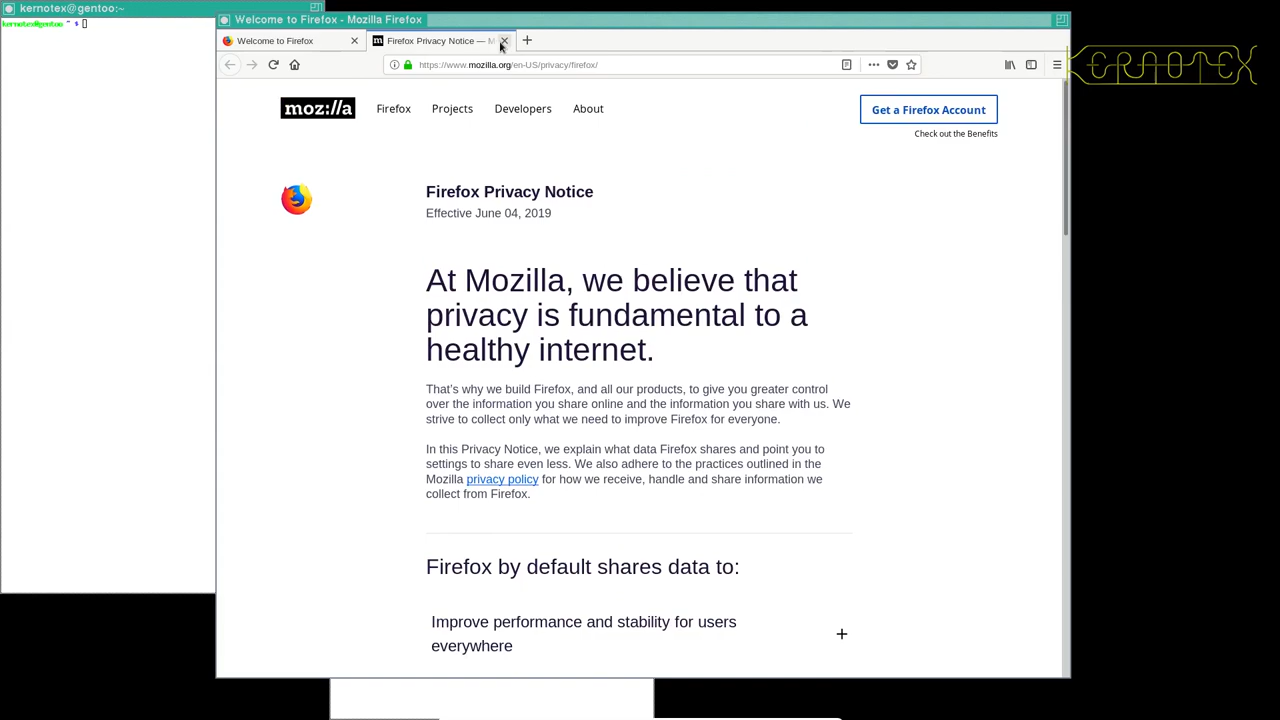 kernotex@gentoo:~
kernotex@gentoo ~ $
Welcome to Firefox - Mozilla Firefox
Welcome to Firefox
Firefox Privacy Notice — M
https://www.mozilla.org/en-US/privacy/firefox/
KERNOTEX
moz://a
Firefox
Projects
Developers
About
Get a Firefox Account
Check out the Benefits
Firefox Privacy Notice
Effective June 04, 2019
At Mozilla, we believe that
privacy is fundamental to a
healthy internet.
That’s why we build Firefox, and all our products, to give you greater control
over the information you share online and the information you share with us. We
strive to collect only what we need to improve Firefox for everyone.
In this Privacy Notice, we explain what data Firefox shares and point you to
settings to share even less. We also adhere to the practices outlined in the
Mozilla privacy policy for how we receive, handle and share information we
collect from Firefox.
Firefox by default shares data to:
Improve performance and stability for users
everywhere